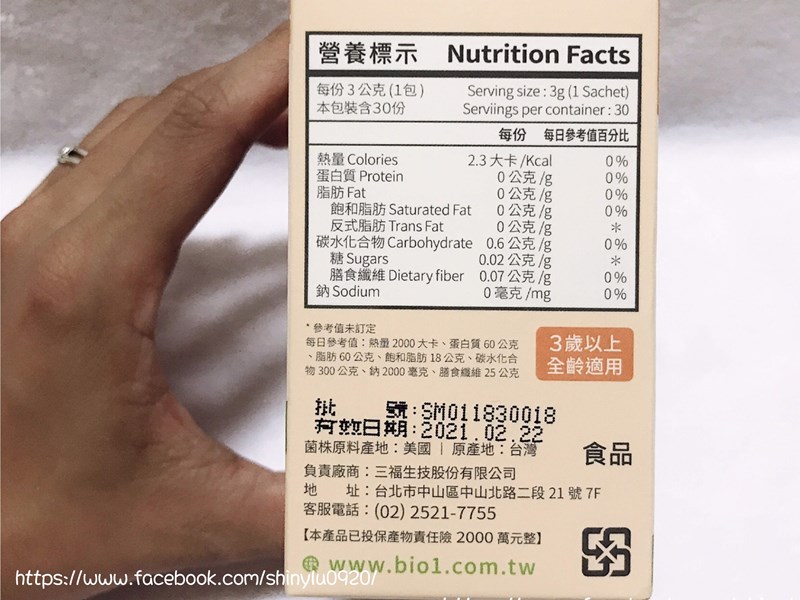 營養標示 Nutrition Facts
每份 3 公克 (1包) Serving size : 3g (1 Sachet)
本包裝含30份 Serviings per container : 30
每份 每日參考值百分比
熱量 Calories 2.3 大卡 /Kcal 0 %
蛋白質 Protein 0 公克 /g 0 %
脂肪 Fat 0 公克 /g 0 %
飽和脂肪 Saturated Fat 0 公克 /g 0 %
反式脂肪 Trans Fat 0 公克 /g *
碳水化合物 Carbohydrate 0.6 公克 /g 0 %
糖 Sugars 0.02 公克 /g *
膳食纖維 Dietary fiber 0.07 公克 /g 0 %
鈉 Sodium 0 毫克 /mg 0 %
* 參考值未訂定
每日參考值：熱量 2000 大卡、蛋白質 60 公克
、脂肪 60 公克、飽和脂肪 18 公克、碳水化合
物 300 公克、鈉 2000 毫克、膳食纖維 25 公克
3歲以上
全齡適用
批 號:SM011830018
有效日期:2021.02.22
菌株原料產地：美國 | 原產地：台灣
食品
負責廠商：三福生技股份有限公司
地 址：台北市中山區中山北路二段 21 號 7F
客服電話：(02) 2521-7755
【本產品已投保產物責任險 2000 萬元整】
www.bio1.com.tw
https://www.facebook.com/shinylu0920/